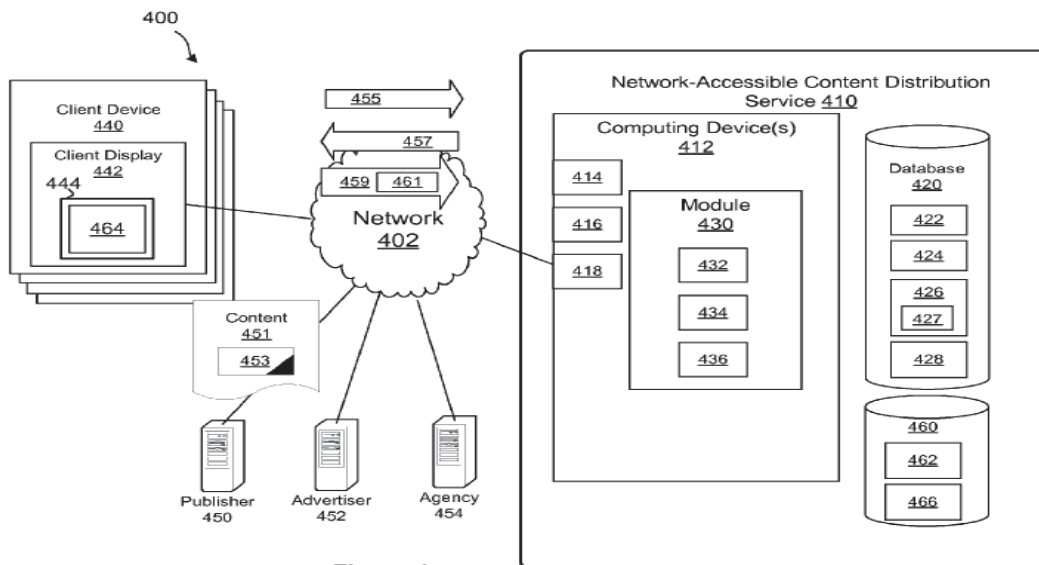 400
Client Device
440
Client Display
442
444
464
455
457
459 461
Network
402
Content
451
453
Publisher
450
Advertiser
452
Agency
454
Network-Accessible Content Distribution
Service 410
Computing Device(s)
412
414
416
418
Module
430
432
434
436
Database
420
422
424
426
427
428
460
462
466